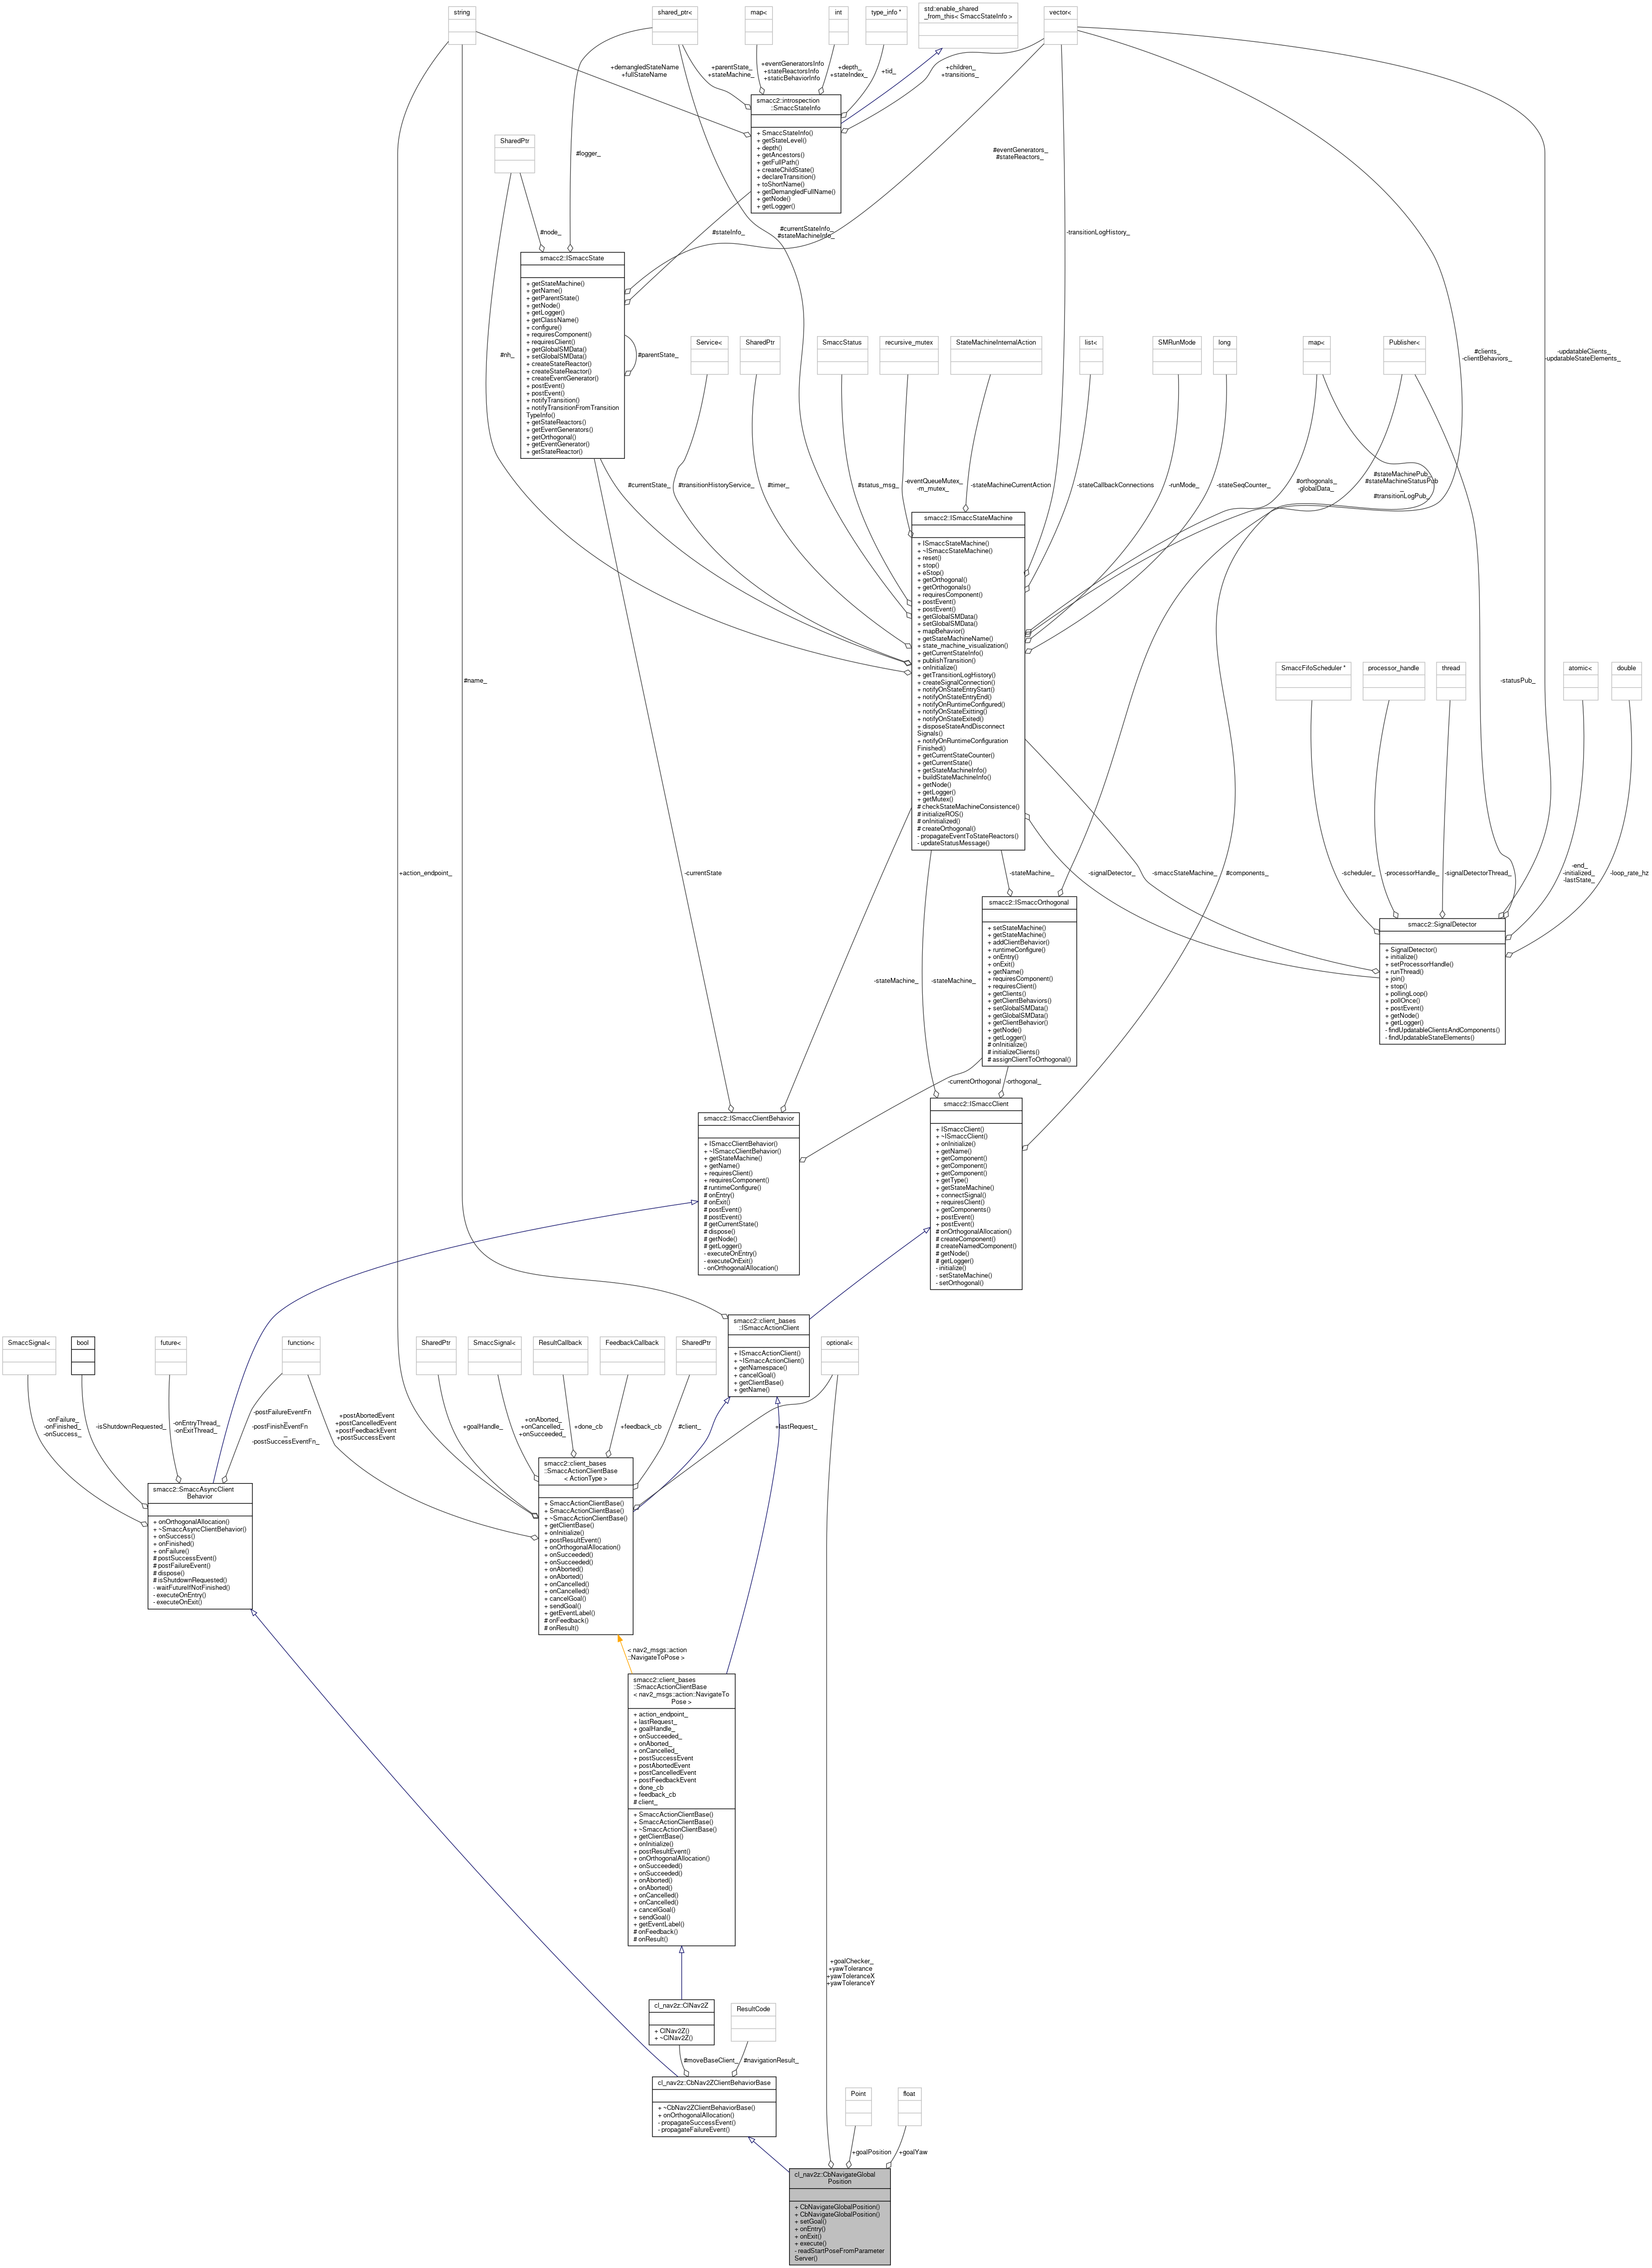 string
shared_ptr<
map<
int
type_info *
std::enable_shared
_from_this< SmaccStateInfo >
vector<
+demangledStateName
+fullStateName
+parentState_
+stateMachine_
+eventGeneratorsInfo
+stateReactorsInfo
+staticBehaviorInfo
+depth_
+stateIndex_
+tid_
+children_
+transitions_
smacc2::introspection
::SmaccStateInfo
+ SmaccStateInfo()
+ getStateLevel()
+ depth()
+ getAncestors()
+ getFullPath()
+ createChildState()
+ declareTransition()
+ toShortName()
+ getDemangledFullName()
+ getNode()
+ getLogger()
SharedPtr
#logger_
#eventGenerators_
#stateReactors_
#node_
#stateInfo_
#currentStateInfo_
#stateMachineInfo_
-transitionLogHistory_
smacc2::ISmaccState
+ getStateMachine()
+ getName()
+ getParentState()
+ getNode()
+ getLogger()
+ getClassName()
+ configure()
+ requiresComponent()
+ requiresClient()
+ getGlobalSMData()
+ setGlobalSMData()
+ createStateReactor()
+ createStateReactor()
+ createEventGenerator()
+ postEvent()
+ postEvent()
+ notifyTransition()
+ notifyTransitionFromTransition
TypeInfo()
+ getStateReactors()
+ getEventGenerators()
+ getOrthogonal()
+ getEventGenerator()
+ getStateReactor()
#nh_
#parentState_
Service<
SharedPtr
SmaccStatus
recursive_mutex
StateMachineInternalAction
list<
SMRunMode
long
map<
Publisher<
#clients_
-clientBehaviors_
-updatableClients_
-updatableStateElements_
#currentState_
#transitionHistoryService_
#timer_
#status_msg_
-eventQueueMutex_
-m_mutex_
-stateMachineCurrentAction
-stateCallbackConnections
-runMode_
-stateSeqCounter_
#orthogonals_
-globalData_
#stateMachinePub_
#stateMachineStatusPub
_
#transitionLogPub_
smacc2::ISmaccStateMachine
+ ISmaccStateMachine()
+ ~ISmaccStateMachine()
+ reset()
+ stop()
+ eStop()
+ getOrthogonal()
+ getOrthogonals()
+ requiresComponent()
+ postEvent()
+ postEvent()
+ getGlobalSMData()
+ setGlobalSMData()
+ mapBehavior()
+ getStateMachineName()
+ state_machine_visualization()
+ getCurrentStateInfo()
+ publishTransition()
+ onInitialize()
+ getTransitionLogHistory()
+ createSignalConnection()
+ notifyOnStateEntryStart()
+ notifyOnStateEntryEnd()
+ notifyOnRuntimeConfigured()
+ notifyOnStateExitting()
+ notifyOnStateExited()
+ disposeStateAndDisconnect
Signals()
+ notifyOnRuntimeConfiguration
Finished()
+ getCurrentStateCounter()
+ getCurrentState()
+ getStateMachineInfo()
+ buildStateMachineInfo()
+ getNode()
+ getLogger()
+ getMutex()
# checkStateMachineConsistence()
# initializeROS()
# onInitialized()
# createOrthogonal()
- propagateEventToStateReactors()
- updateStatusMessage()
#name_
SmaccFifoScheduler *
processor_handle
thread
atomic<
double
-statusPub_
+action_endpoint_
-currentState
-stateMachine_
-signalDetector_
-smaccStateMachine_
#components_
-scheduler_
-processorHandle_
-signalDetectorThread_
-end_
-initialized_
-lastState_
-loop_rate_hz
smacc2::ISmaccOrthogonal
+ setStateMachine()
+ getStateMachine()
+ addClientBehavior()
+ runtimeConfigure()
+ onEntry()
+ onExit()
+ getName()
+ requiresComponent()
+ requiresClient()
+ getClients()
+ getClientBehaviors()
+ setGlobalSMData()
+ getGlobalSMData()
+ getClientBehavior()
+ getNode()
+ getLogger()
# onInitialize()
# initializeClients()
# assignClientToOrthogonal()
smacc2::SignalDetector
+ SignalDetector()
+ initialize()
+ setProcessorHandle()
+ runThread()
+ join()
+ stop()
+ pollingLoop()
+ pollOnce()
+ postEvent()
+ getNode()
+ getLogger()
- findUpdatableClientsAndComponents()
- findUpdatableStateElements()
-stateMachine_
-stateMachine_
-currentOrthogonal
-orthogonal_
smacc2::ISmaccClientBehavior
+ ISmaccClientBehavior()
+ ~ISmaccClientBehavior()
+ getStateMachine()
+ getName()
+ requiresClient()
+ requiresComponent()
# runtimeConfigure()
# onEntry()
# onExit()
# postEvent()
# postEvent()
# getCurrentState()
# dispose()
# getNode()
# getLogger()
- executeOnEntry()
- executeOnExit()
- onOrthogonalAllocation()
smacc2::ISmaccClient
+ ISmaccClient()
+ ~ISmaccClient()
+ onInitialize()
+ getName()
+ getComponent()
+ getComponent()
+ getComponent()
+ getType()
+ getStateMachine()
+ connectSignal()
+ requiresClient()
+ getComponents()
+ postEvent()
+ postEvent()
# onOrthogonalAllocation()
# createComponent()
# createNamedComponent()
# getNode()
# getLogger()
- initialize()
- setStateMachine()
- setOrthogonal()
smacc2::client_bases
::ISmaccActionClient
+ ISmaccActionClient()
+ ~ISmaccActionClient()
+ getNamespace()
+ cancelGoal()
+ getClientBase()
+ getName()
SmaccSignal<
bool
future<
function<
SharedPtr
SmaccSignal<
ResultCallback
FeedbackCallback
SharedPtr
optional<
-onFailure_
-onFinished_
-onSuccess_
-isShutdownRequested_
-onEntryThread_
-onExitThread_
-postFailureEventFn
_
-postFinishEventFn
_
-postSuccessEventFn_
+postAbortedEvent
+postCancelledEvent
+postFeedbackEvent
+postSuccessEvent
+goalHandle_
+onAborted_
+onCancelled_
+onSucceeded_
+done_cb
+feedback_cb
#client_
+lastRequest_
smacc2::SmaccAsyncClient
Behavior
+ onOrthogonalAllocation()
+ ~SmaccAsyncClientBehavior()
+ onSuccess()
+ onFinished()
+ onFailure()
# postSuccessEvent()
# postFailureEvent()
# dispose()
# isShutdownRequested()
- waitFutureIfNotFinished()
- executeOnEntry()
- executeOnExit()
smacc2::client_bases
::SmaccActionClientBase
< ActionType >
+ SmaccActionClientBase()
+ SmaccActionClientBase()
+ ~SmaccActionClientBase()
+ getClientBase()
+ onInitialize()
+ postResultEvent()
+ onOrthogonalAllocation()
+ onSucceeded()
+ onSucceeded()
+ onAborted()
+ onAborted()
+ onCancelled()
+ onCancelled()
+ cancelGoal()
+ sendGoal()
+ getEventLabel()
# onFeedback()
# onResult()
< nav2_msgs::action
::NavigateToPose >
smacc2::client_bases
::SmaccActionClientBase
< nav2_msgs::action::NavigateTo
Pose >
+ action_endpoint_
+ lastRequest_
+ goalHandle_
+ onSucceeded_
+ onAborted_
+ onCancelled_
+ postSuccessEvent
+ postAbortedEvent
+ postCancelledEvent
+ postFeedbackEvent
+ done_cb
+ feedback_cb
# client_
+ SmaccActionClientBase()
+ SmaccActionClientBase()
+ ~SmaccActionClientBase()
+ getClientBase()
+ onInitialize()
+ postResultEvent()
+ onOrthogonalAllocation()
+ onSucceeded()
+ onSucceeded()
+ onAborted()
+ onAborted()
+ onCancelled()
+ onCancelled()
+ cancelGoal()
+ sendGoal()
+ getEventLabel()
# onFeedback()
# onResult()
+goalChecker_
+yawTolerance
+yawToleranceX
+yawToleranceY
cl_nav2z::ClNav2Z
+ ClNav2Z()
+ ~ClNav2Z()
ResultCode
#moveBaseClient_
#navigationResult_
cl_nav2z::CbNav2ZClientBehaviorBase
+ ~CbNav2ZClientBehaviorBase()
+ onOrthogonalAllocation()
- propagateSuccessEvent()
- propagateFailureEvent()
Point
float
+goalPosition
+goalYaw
cl_nav2z::CbNavigateGlobal
Position
+ CbNavigateGlobalPosition()
+ CbNavigateGlobalPosition()
+ setGoal()
+ onEntry()
+ onExit()
+ execute()
- readStartPoseFromParameter
Server()